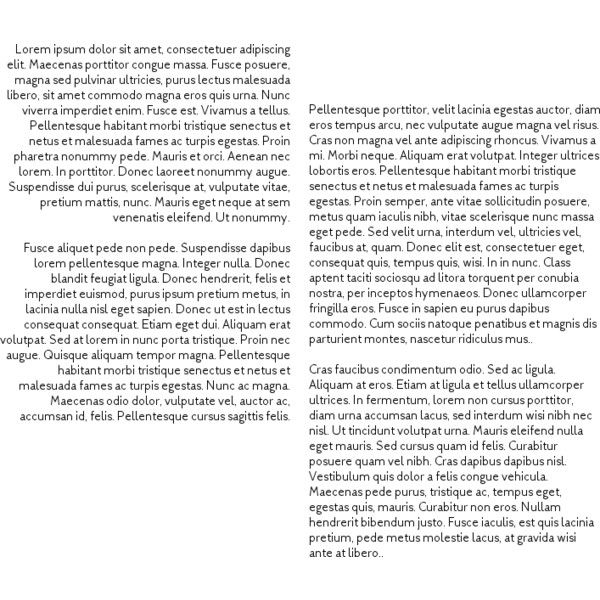 Lorem ipsum dolor sit amet, consectetuer adipiscing
elit. Maecenas porttitor congue massa. Fusce posuere,
magna sed pulvinar ultricies, purus lectus malesuada
libero, sit amet commodo magna eros quis urna. Nunc
viverra imperdiet enim. Fusce est. Vivamus a tellus.
Pellentesque habitant morbi tristique senectus et
netus et malesuada fames ac turpis egestas. Proin
pharetra nonummy pede. Mauris et orci. Aenean nec
lorem. In porttitor. Donec laoreet nonummy augue.
Suspendisse dui purus, scelerisque at, vulputate vitae,
pretium mattis, nunc. Mauris eget neque at sem
venenatis eleifend. Ut nonummy.
Fusce aliquet pede non pede. Suspendisse dapibus
lorem pellentesque magna. Integer nulla. Donec
blandit feugiat ligula. Donec hendrerit, felis et
imperdiet euismod, purus ipsum pretium metus, in
lacinia nulla nisl eget sapien. Donec ut est in lectus
consequat consequat. Etiam eget dui. Aliquam erat
volutpat. Sed at lorem in nunc porta tristique. Proin nec
augue. Quisque aliquam tempor magna. Pellentesque
habitant morbi tristique senectus et netus et
malesuada fames ac turpis egestas. Nunc ac magna.
Maecenas odio dolor, vulputate vel, auctor ac,
accumsan id, felis. Pellentesque cursus sagittis felis.
Pellentesque porttitor, velit lacinia egestas auctor, diam
eros tempus arcu, nec vulputate augue magna vel risus.
Cras non magna vel ante adipiscing rhoncus. Vivamus a
mi. Morbi neque. Aliquam erat volutpat. Integer ultrices
lobortis eros. Pellentesque habitant morbi tristique
senectus et netus et malesuada fames ac turpis
egestas. Proin semper, ante vitae sollicitudin posuere,
metus quam iaculis nibh, vitae scelerisque nunc massa
eget pede. Sed velit urna, interdum vel, ultricies vel,
faucibus at, quam. Donec elit est, consectetuer eget,
consequat quis, tempus quis, wisi. In in nunc. Class
aptent taciti sociosqu ad litora torquent per conubia
nostra, per inceptos hymenaeos. Donec ullamcorper
fringilla eros. Fusce in sapien eu purus dapibus
commodo. Cum sociis natoque penatibus et magnis dis
parturient montes, nascetur ridiculus mus..
Cras faucibus condimentum odio. Sed ac ligula.
Aliquam at eros. Etiam at ligula et tellus ullamcorper
ultrices. In fermentum, lorem non cursus porttitor,
diam urna accumsan lacus, sed interdum wisi nibh nec
nisl. Ut tincidunt volutpat urna. Mauris eleifend nulla
eget mauris. Sed cursus quam id felis. Curabitur
posuere quam vel nibh. Cras dapibus dapibus nisl.
Vestibulum quis dolor a felis congue vehicula.
Maecenas pede purus, tristique ac, tempus eget,
egestas quis, mauris. Curabitur non eros. Nullam
hendrerit bibendum justo. Fusce iaculis, est quis lacinia
pretium, pede metus molestie lacus, at gravida wisi
ante at libero..